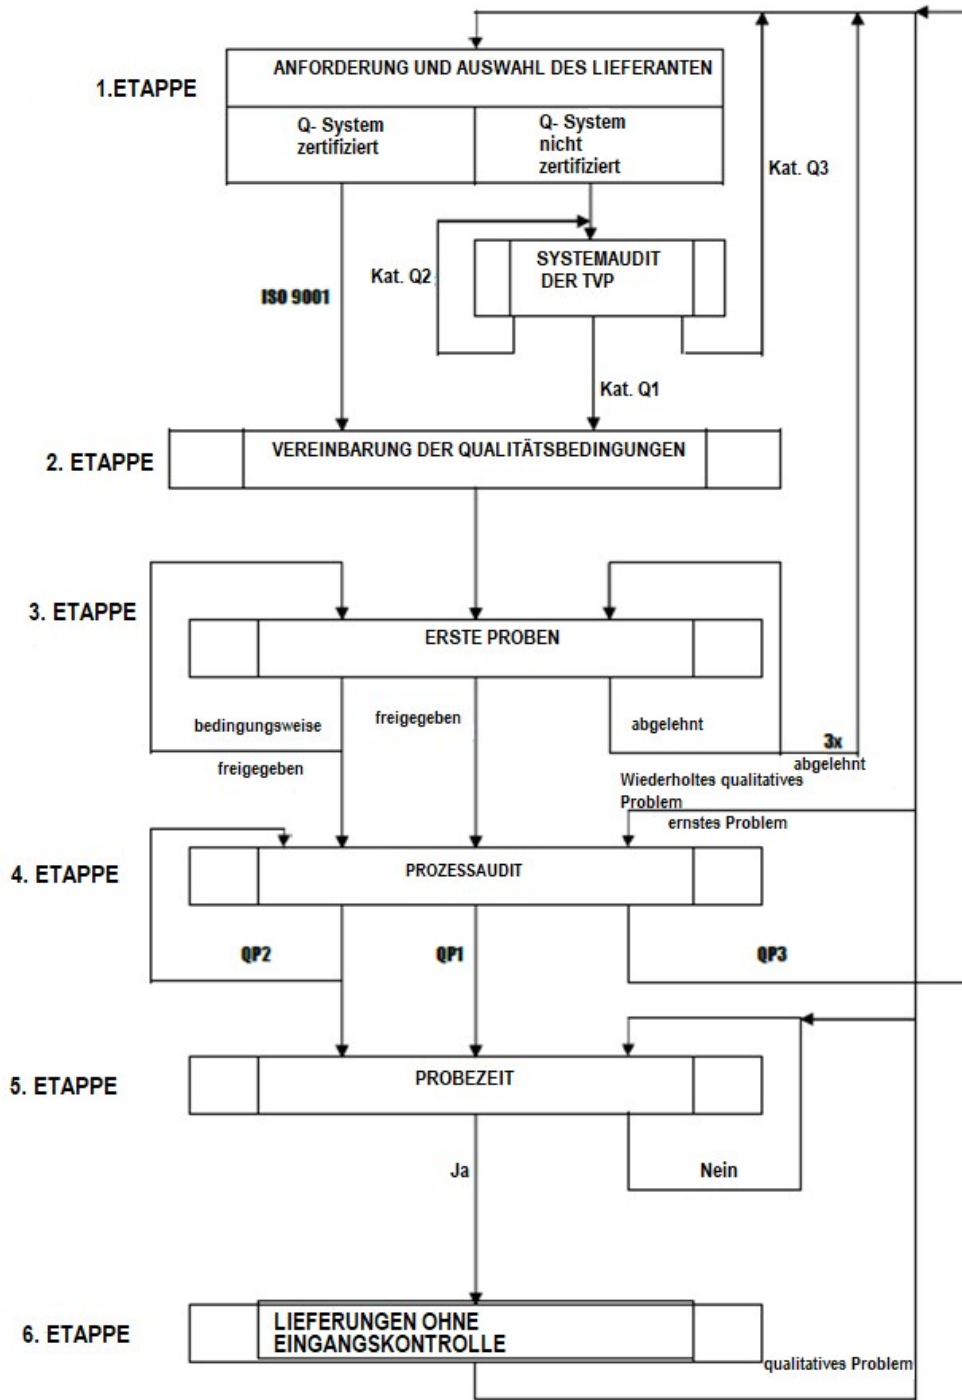 ANFORDERUNG UND AUSWAHL DES LIEFERANTEN
1.ETAPPE
Q- System
zertifiziert
Q- System
nicht
zertifiziert
Kat. Q3
SYSTEMAUDIT
DER TVP
Kat. Q2
ISO 9001
Kat. Q1
VEREINBARUNG DER QUALITÄTSBEDINGUNGEN
2. ETAPPE
3. ETAPPE
ERSTE PROBEN
bedingungsweise
freigegeben
freigegeben
abgelehnt
3x
abgelehnt
Wiederholtes qualitatives
Problem
ernstes Problem
4. ETAPPE
PROZESSAUDIT
QP2
QP1
QP3
5. ETAPPE
PROBEZEIT
Ja
Nein
6. ETAPPE
LIEFERUNGEN OHNE
EINGANGSKONTROLLE
qualitatives Problem